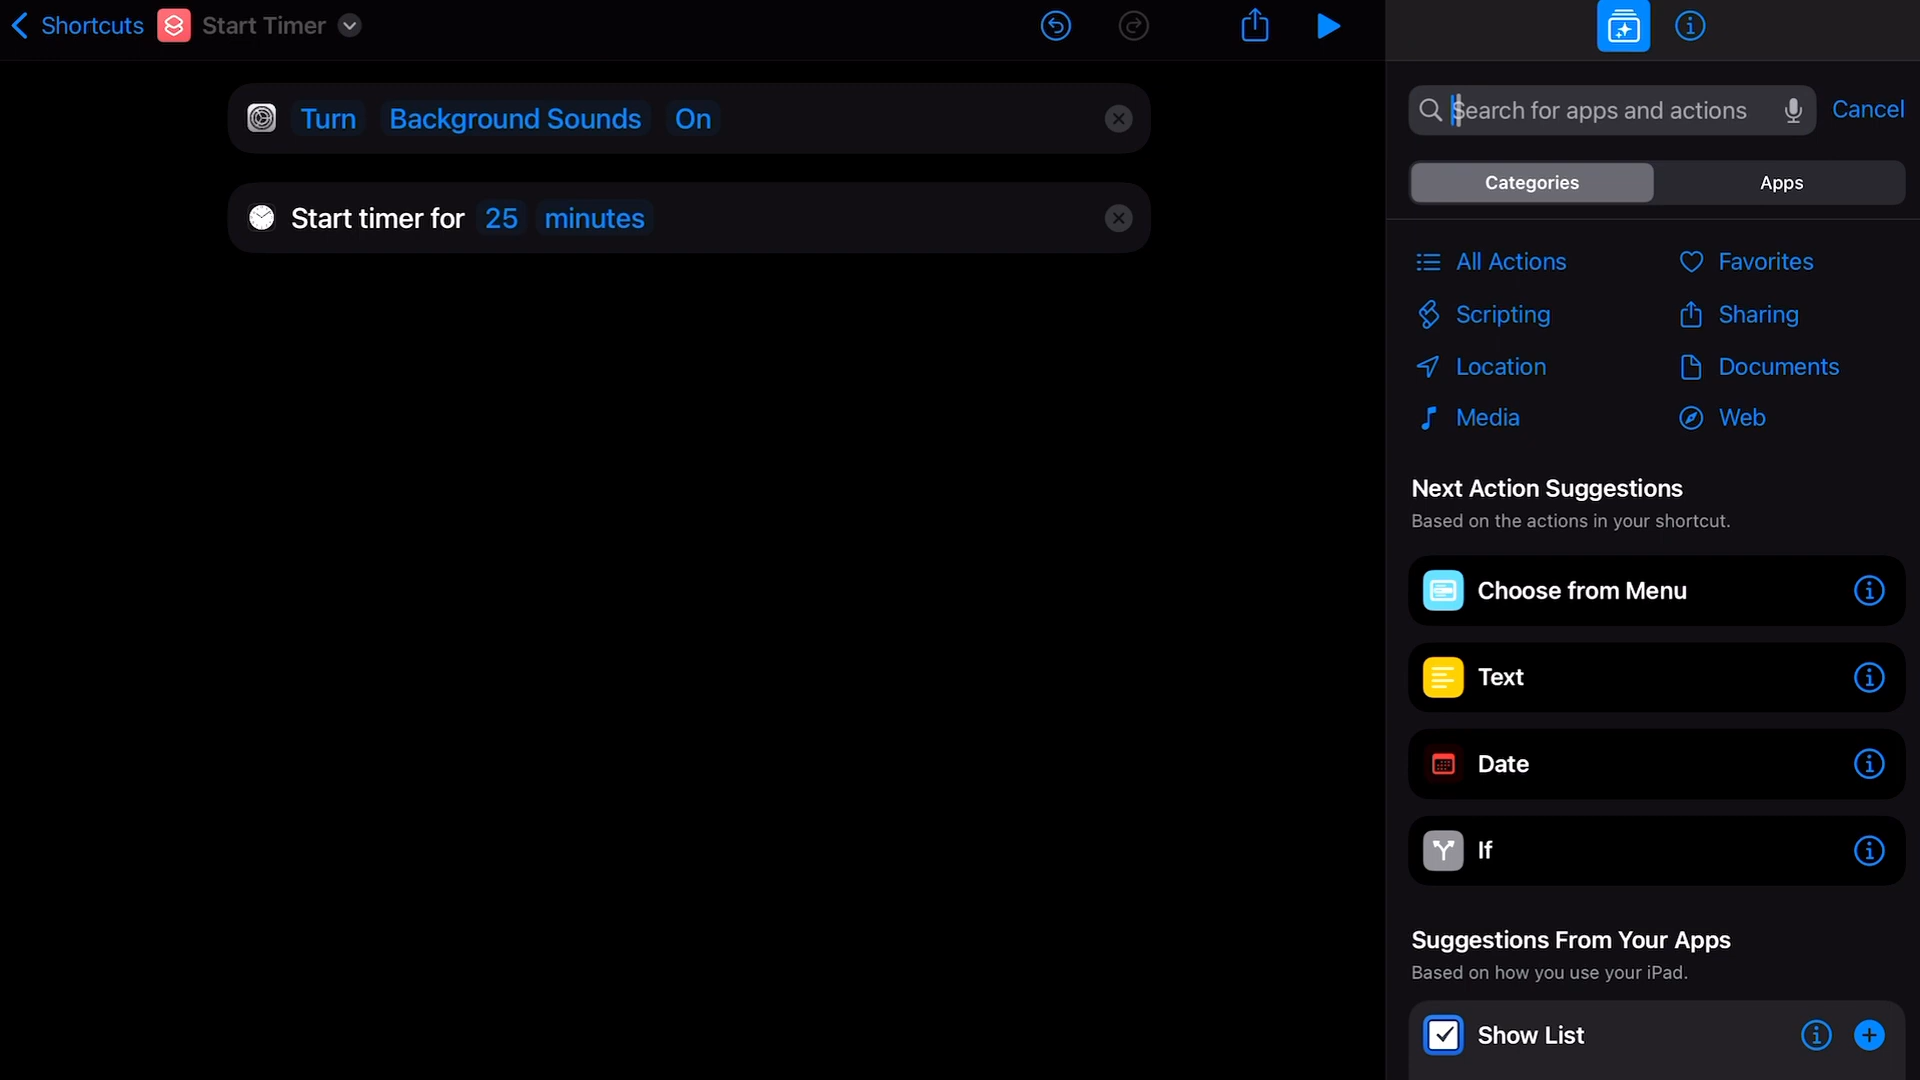 Shortcuts Start Timer
Turn Background Sounds On
Start timer for 25 minutes
Search for apps and actions Cancel
Categories Apps
All Actions Favorites
Scripting Sharing
Location Documents
Media Web
Next Action Suggestions
Based on the actions in your shortcut.
Choose from Menu
Text
Date
If
Suggestions From Your Apps
Based on how you use your iPad.
Show List